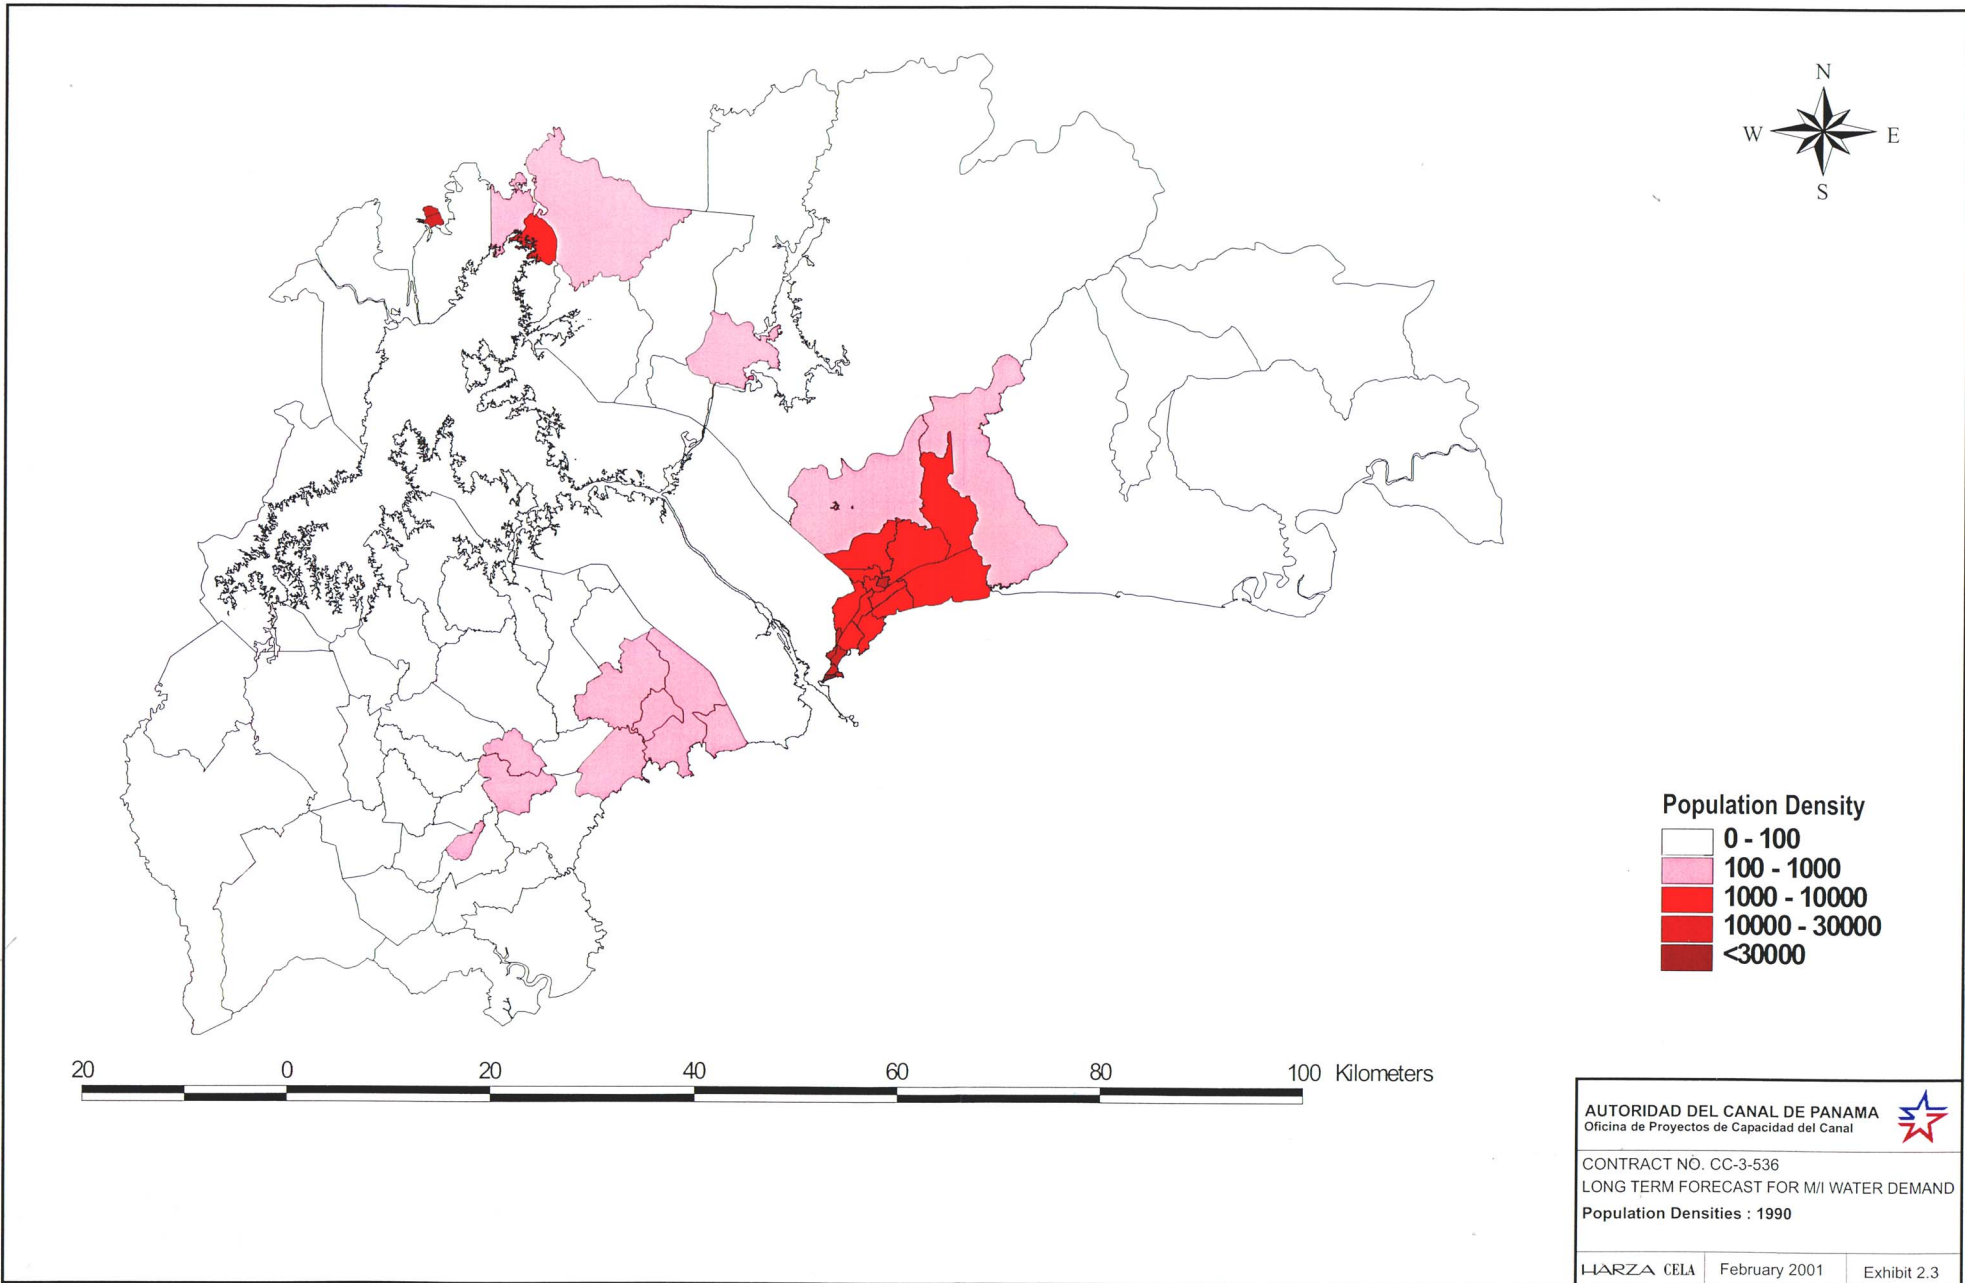 N
W E
S
Population Density
0 - 100
100 - 1000
1000 - 10000
10000 - 30000
<30000
20 0 20 40 60 80 100 Kilometers
AUTORIDAD DEL CANAL DE PANAMA
Oficina de Proyectos de Capacidad del Canal
CONTRACT NO. CC-3-536
LONG TERM FORECAST FOR M/I WATER DEMAND
Population Densities : 1990
HARZA CELA February 2001 Exhibit 2.3